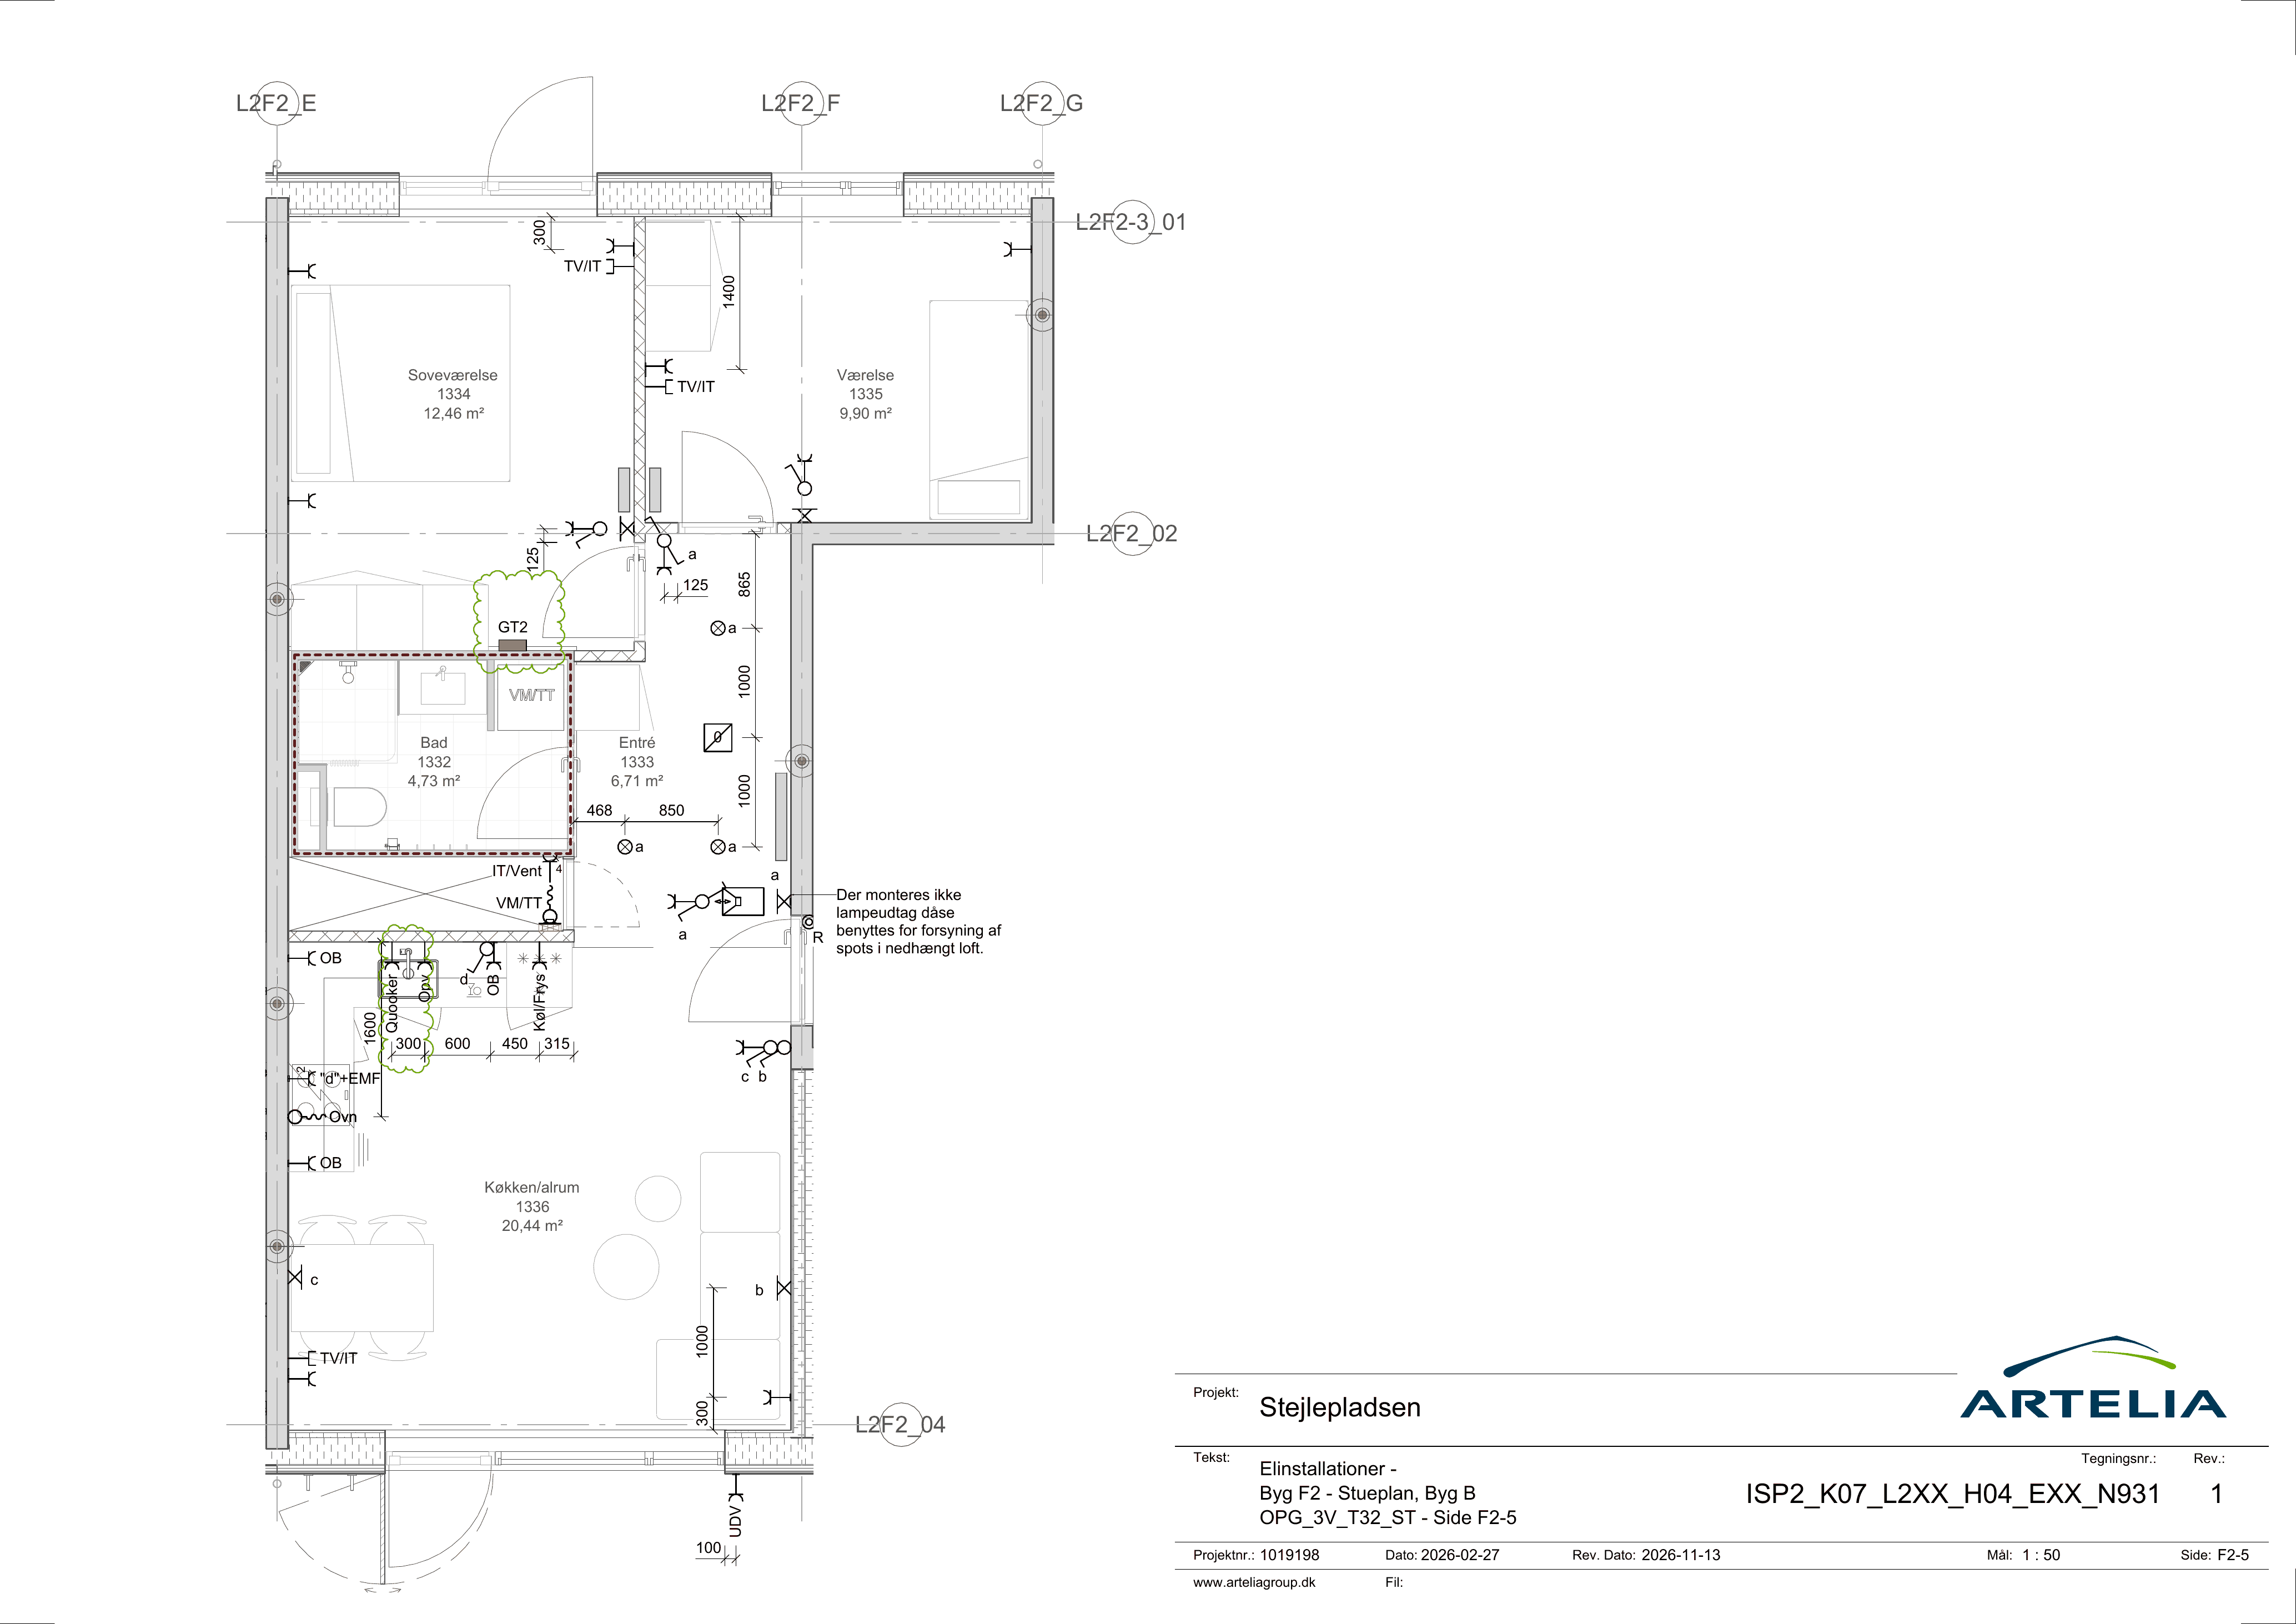 L2F2_E
L2F2_F
L2F2_G
L2F2-3_01
300
TV/IT
1400
Soveværelse
1334
12,46 m²
TV/IT
Værelse
1335
9,90 m²
L2F2_02
125
a
125
865
GT2
a
1000
VM/TT
Bad
1332
4,73 m²
Entré
1333
6,71 m²
0
1000
468
850
a
a
IT/Vent
4
VM/TT
a
a
Der monteres ikke
lampeudtag dåse
benyttes for forsyning af
spots i nedhængt loft.
R
OB
Quooker
Opv
d
OB
Køl/Frys
1600
300
600
450
315
2
"d"+EMF
Ovn
c b
OB
Køkken/alrum
1336
20,44 m²
c
b
1000
TV/IT
300
L2F2_04
UDV
100
Projekt:
Stejlepladsen
ARTELIA
Tekst:
Elinstallationer -
Byg F2 - Stueplan, Byg B
OPG_3V_T32_ST - Side F2-5
Tegningsnr.:
Rev.:
ISP2_K07_L2XX_H04_EXX_N931
1
Projektnr.: 1019198
Dato: 2026-02-27
Rev. Dato: 2026-11-13
Mål: 1 : 50
Side: F2-5
www.arteliagroup.dk
Fil: